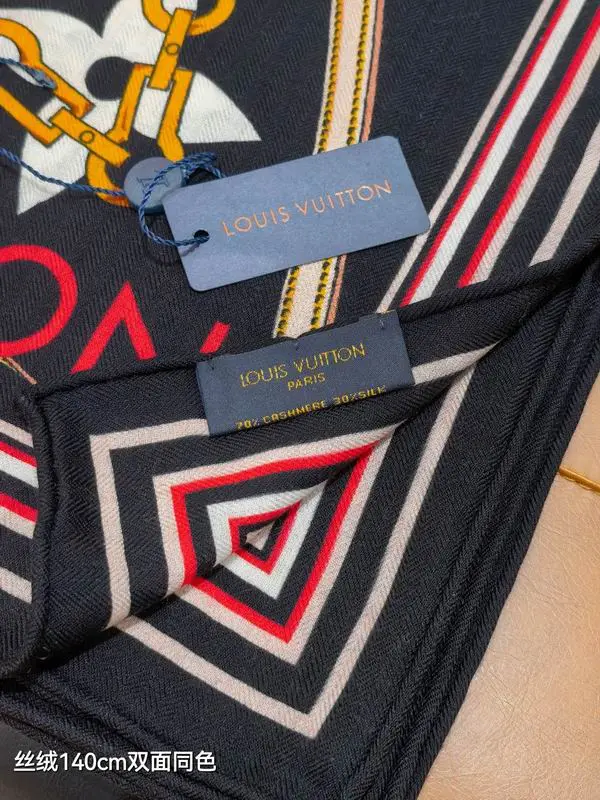 LOUIS VUITTON
LOUIS VUITTON
PARIS
70% CASHMERE 30% SILK
丝绒140cm双面同色